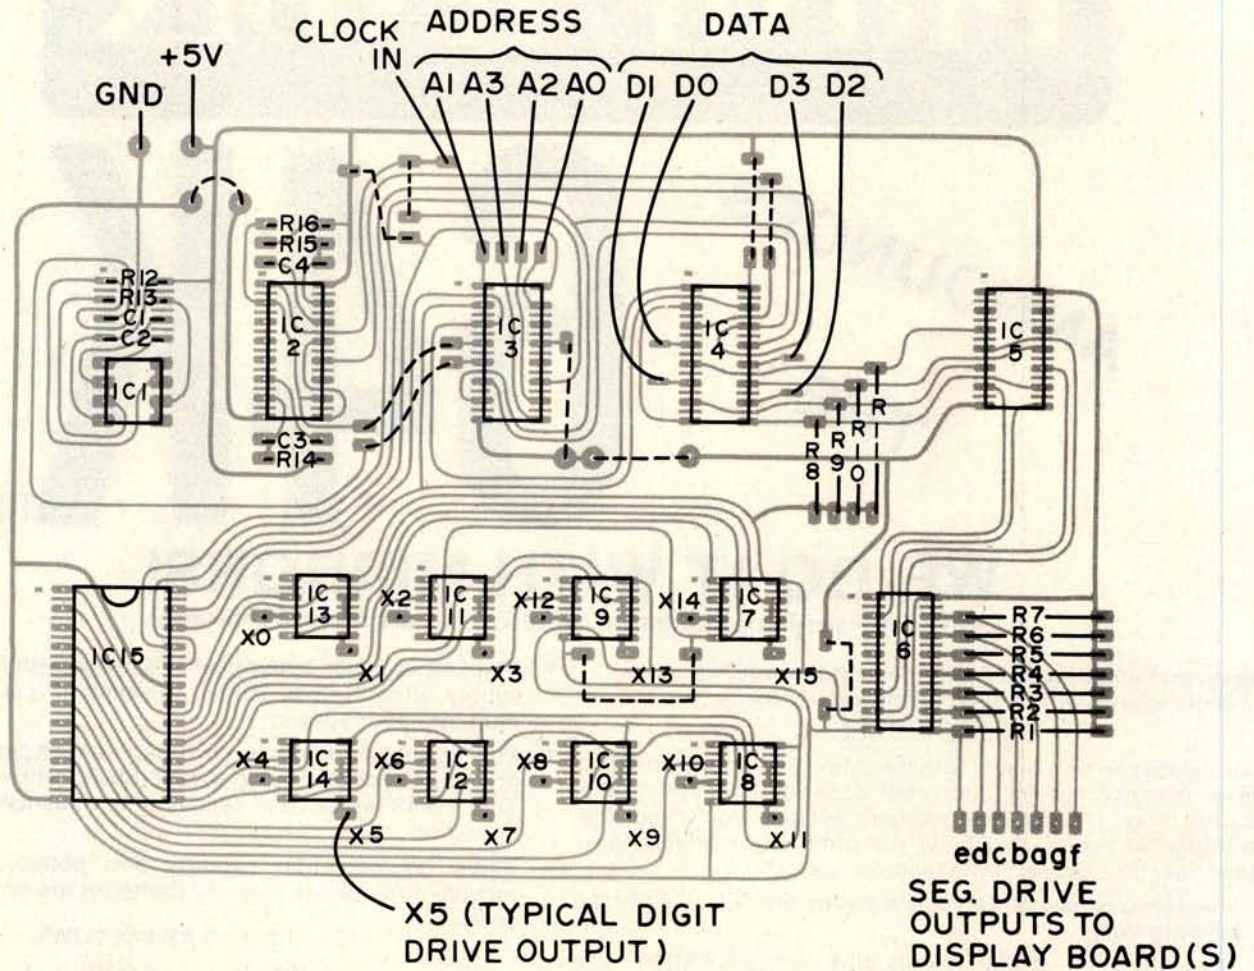 CLOCK IN
ADDRESS
DATA
+5V
GND
A1 A3 A2 A0 D1 D0 D3 D2
R16
R15
C4
R12
R13
C1
C2
IC1
IC 2
IC 3
IC 4
IC 5
C3
R14
R8
R9
R10
R
IC15
X0
IC 13
X1
X2
IC 11
X3
X12
IC 9
X13
X14
IC 7
X15
IC 6
R7
R6
R5
R4
R3
R2
R1
X4
IC 14
X5
X6
IC 12
X7
X8
IC 10
X9
X10
IC 8
X11
edcbagf
X5 (TYPICAL DIGIT
DRIVE OUTPUT)
SEG. DRIVE
OUTPUTS TO
DISPLAY BOARD(S)